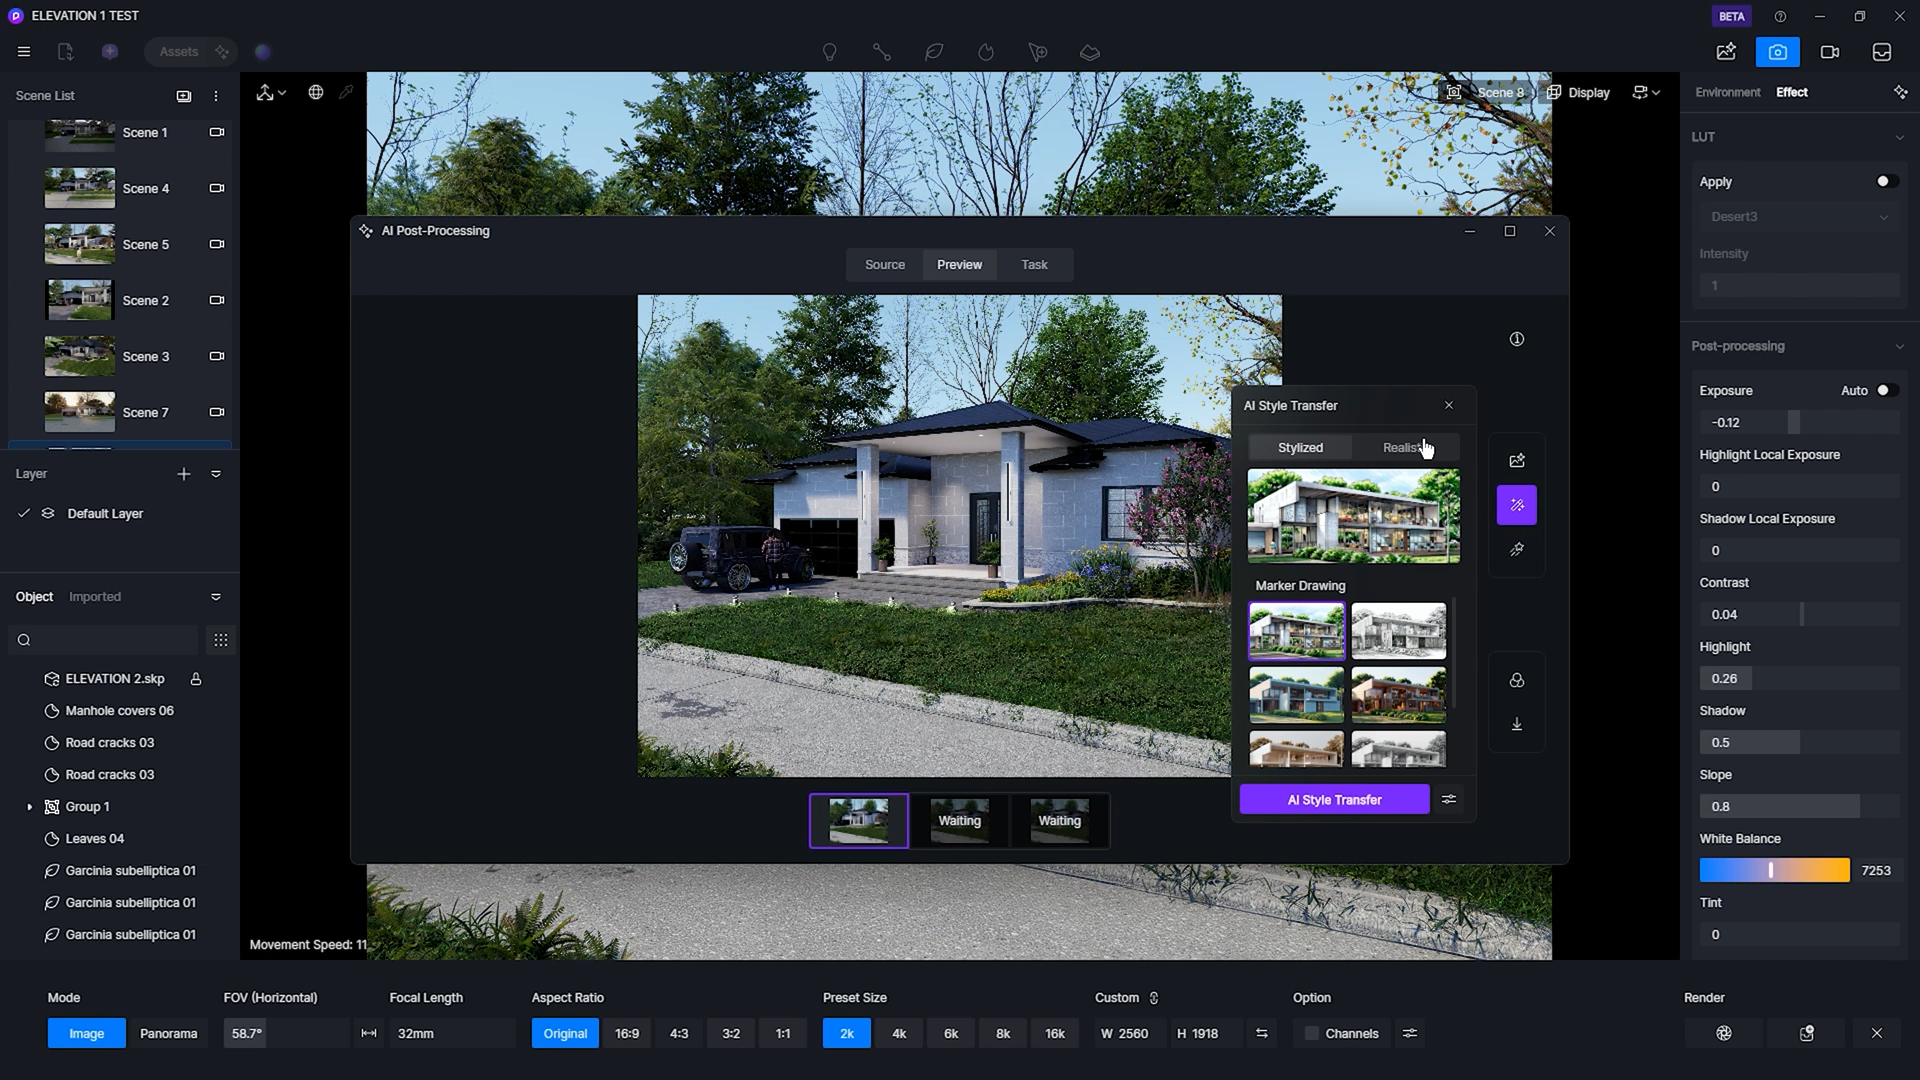 ELEVATION 1 TEST
BETA
Assets
Scene List
Scene 1
Scene 4
Scene 5
Scene 2
Scene 3
Scene 7
Layer
Default Layer
Object Imported
ELEVATION 2.skp
Manhole covers 06
Road cracks 03
Road cracks 03
Group 1
Leaves 04
Garcinia subelliptica 01
Garcinia subelliptica 01
Garcinia subelliptica 01
Scene 8 Display
AI Post-Processing
Source Preview Task
AI Style Transfer
Stylized
Marker Drawing
AI Style Transfer
Waiting
Waiting
Movement Speed: 11
Environment Effect
LUT
Apply
Desert3
Intensity
1
Post-processing
Exposure Auto
-0.12
Highlight Local Exposure
0
Shadow Local Exposure
0
Contrast
0.04
Highlight
0.26
Shadow
0.5
Slope
0.8
White Balance
7253
Tint
0
Mode FOV (Horizontal) Focal Length Aspect Ratio Preset Size Custom Option Render
Image Panorama 58.7° 32mm Original 16:9 4:3 3:2 1:1 2k 4k 6k 8k 16k W 2560 H 1918 Channels